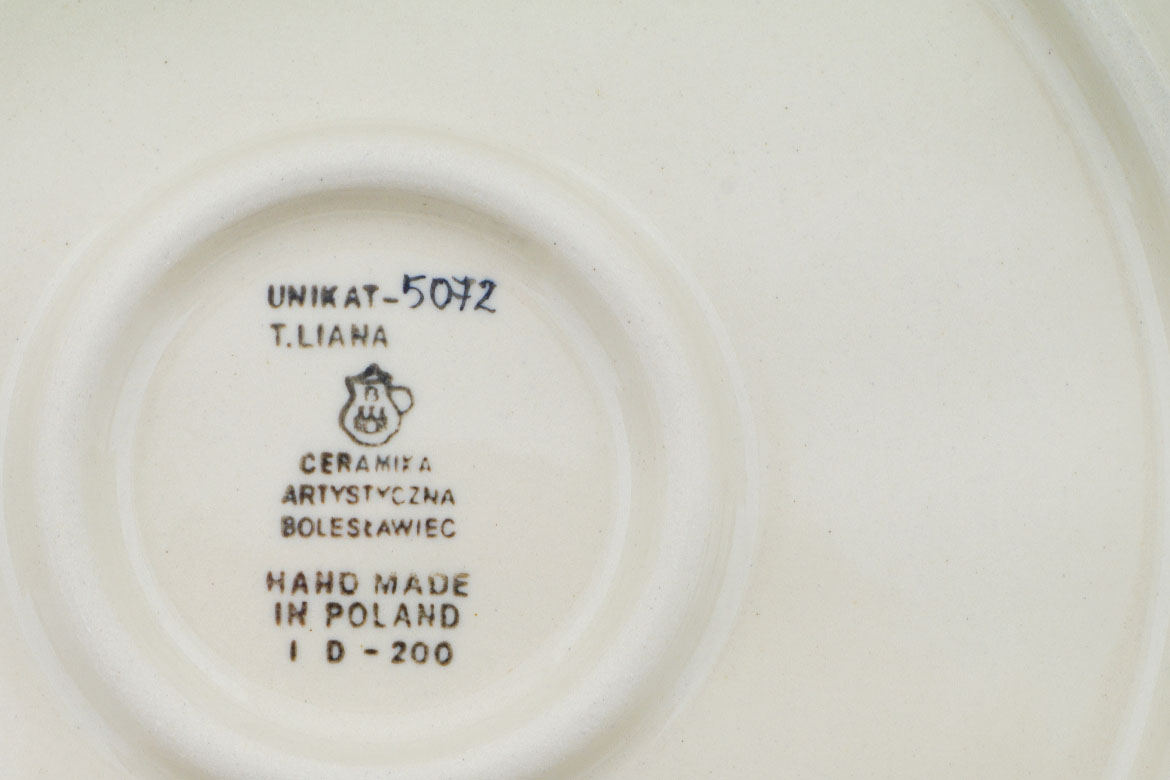 UNIKAT-5072
T.LIANA
B
CERAMIKA
ARTYSTYCZNA
BOLESŁAWIEC
HAND MADE
IN POLAND
I D - 200